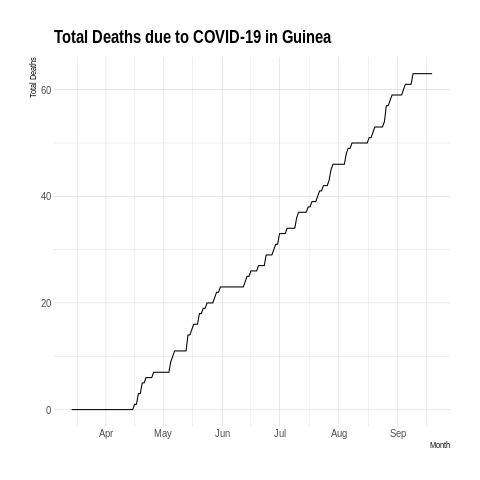 Total Deaths due to COVID-19 in Guinea
Total Deaths
60
40
20
0
Apr May Jun Jul Aug Sep
Month